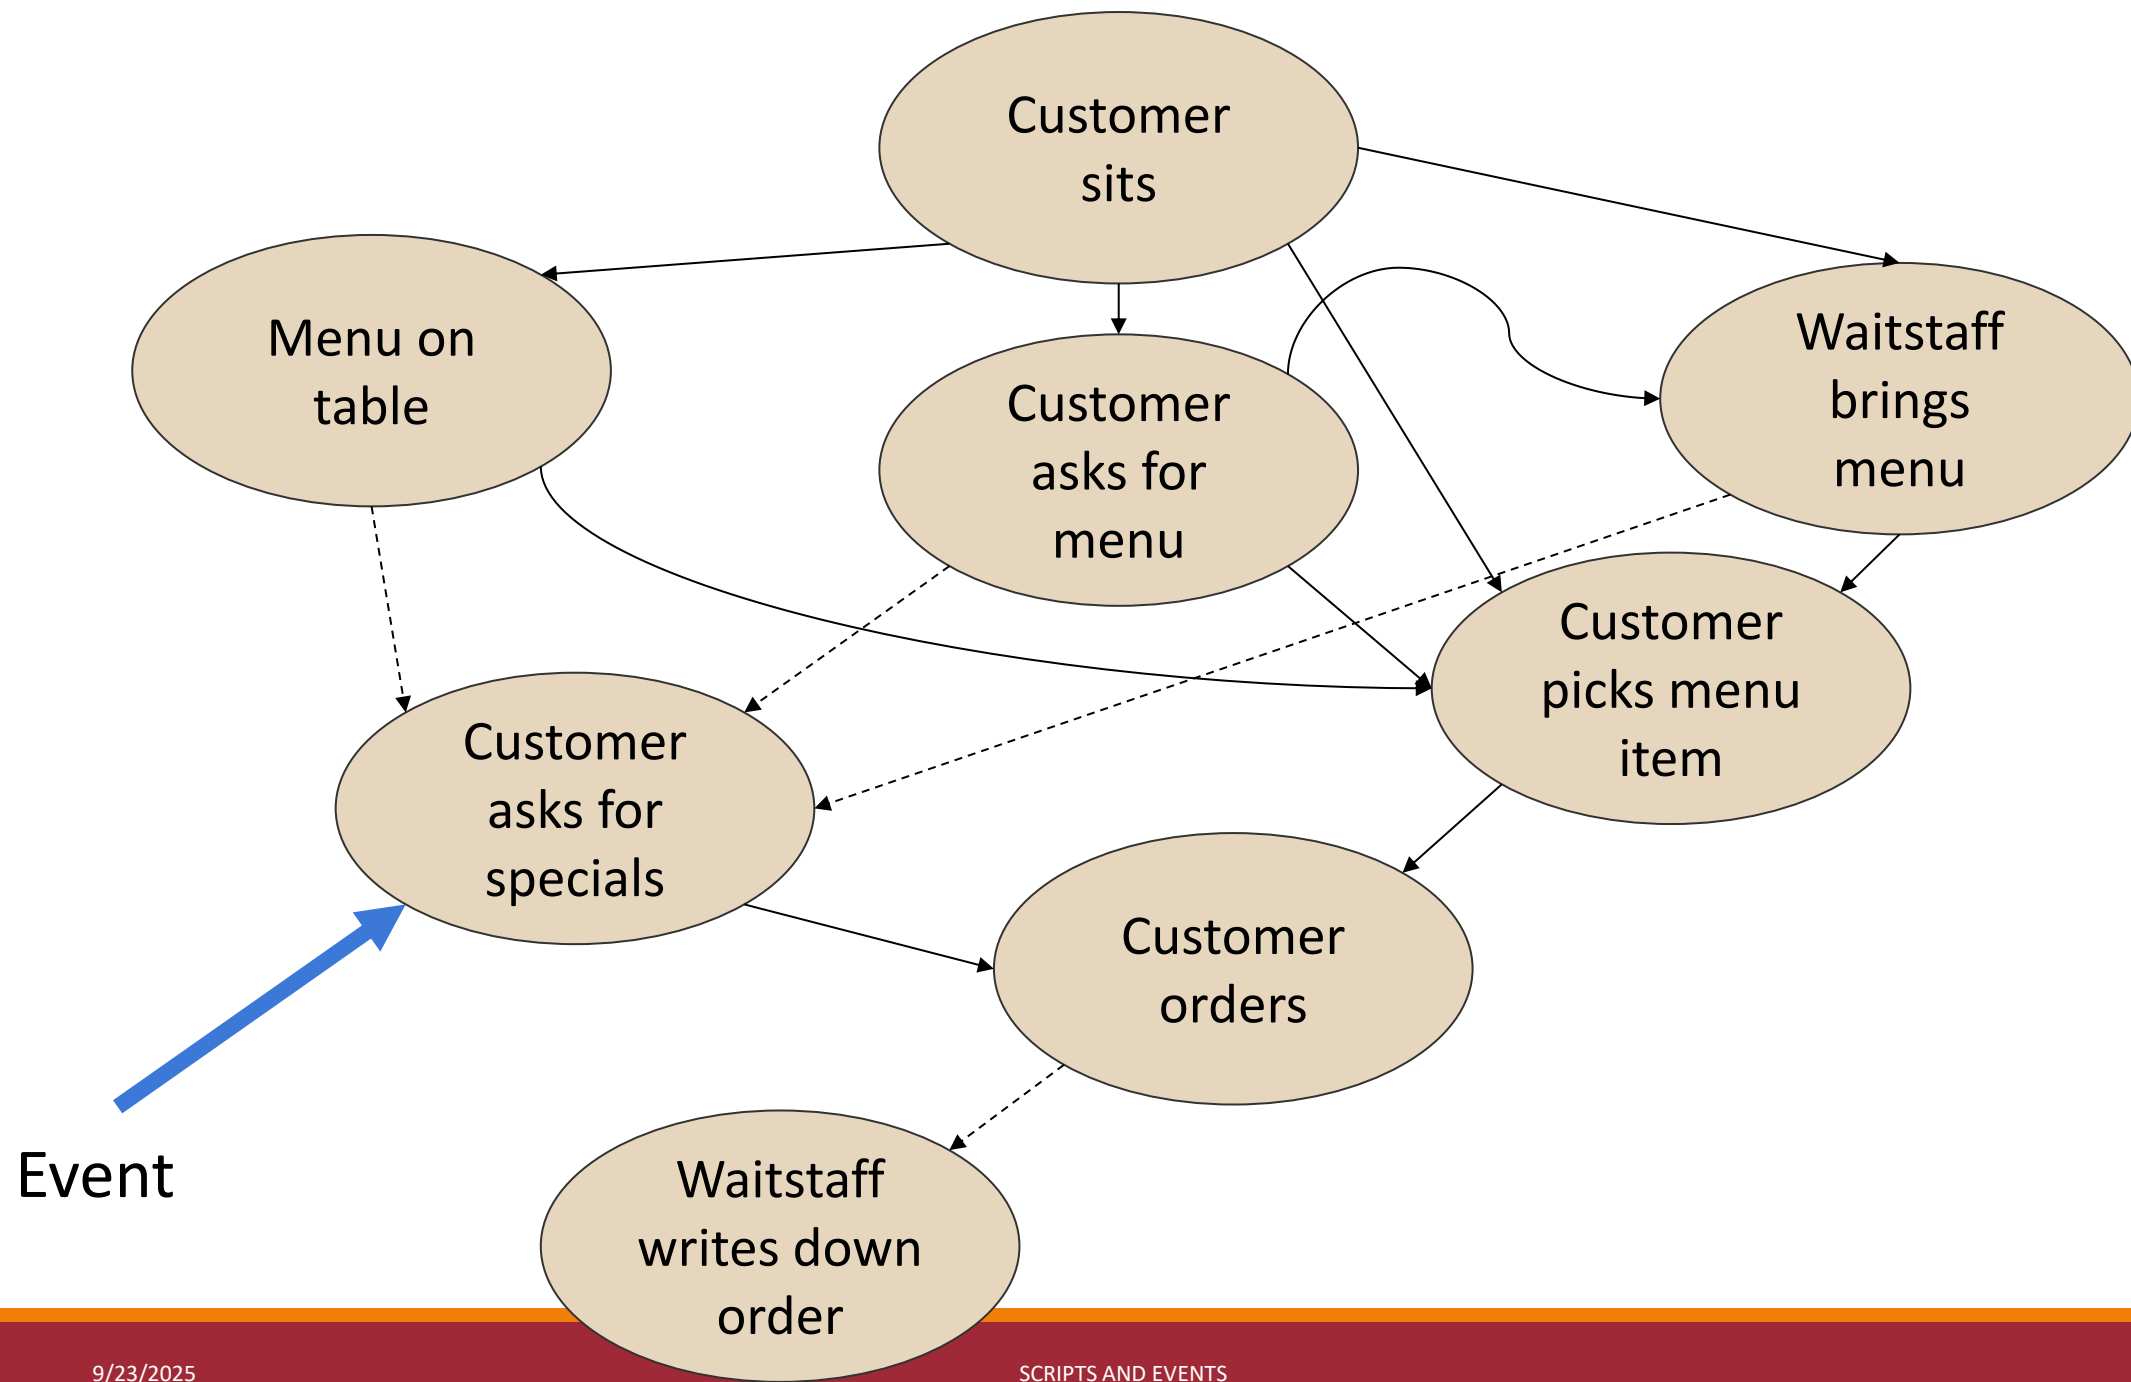 Customer
sits
Menu on
table
Customer
asks for
menu
Waitstaff
brings
menu
Customer
picks menu
item
Customer
asks for
specials
Customer
orders
Event
Waitstaff
writes down
order
9/23/2025
SCRIPTS AND EVENTS